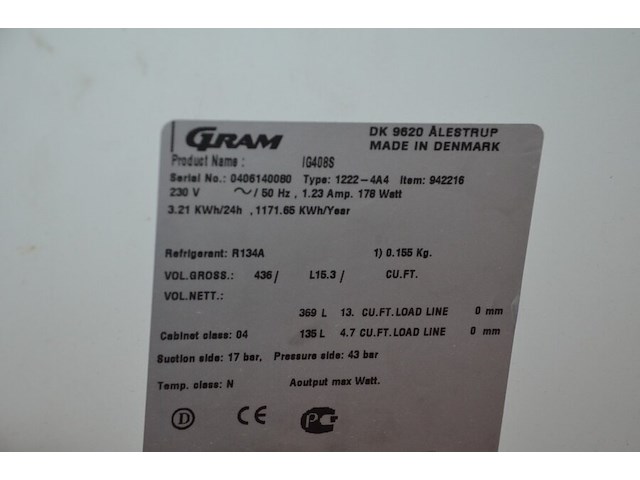 GRAM DK 9620 ÅLESTRUP
MADE IN DENMARK
Product Name : IG408S
Serial No.: 0406140080 Type: 1222-4A4 Item: 942216
230 V ~/ 50 Hz , 1.23 Amp. 178 Watt
3.21 KWh/24h , 1171.65 KWh/Year
Refrigerant: R134A 1) 0.155 Kg.
VOL.GROSS.: 436 / L15.3 / CU.FT.
VOL.NETT.:
369 L 13. CU.FT.LOAD LINE 0 mm
Cabinet class: 04 135 L 4.7 CU.FT.LOAD LINE 0 mm
Suction side: 17 bar, Pressure side: 43 bar
Temp. class: N Aoutput max Watt.
D CE PG